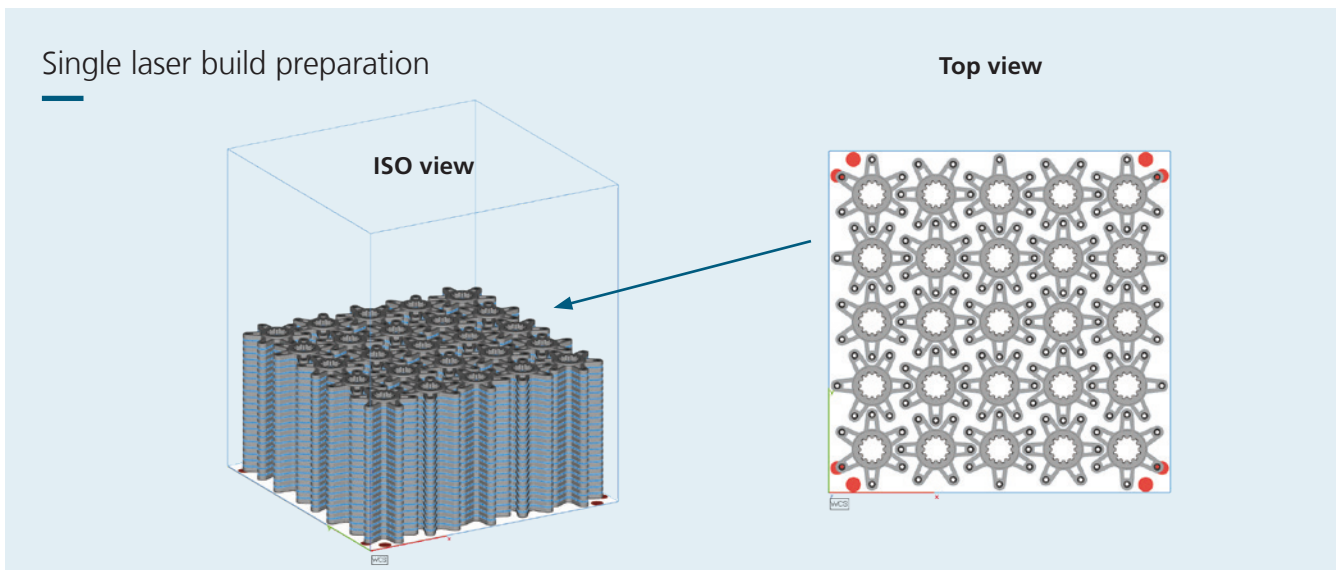 Single laser build preparation
Top view
ISO view
Y
X
WCS
Y
X
WCS